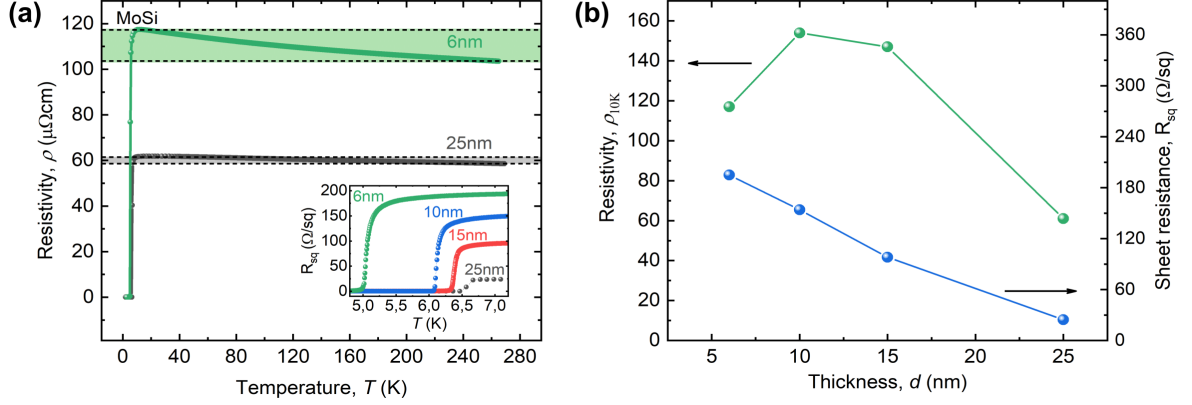 (a)
MoSi
6nm
25nm
120
100
80
60
40
20
0
Resistivity, ρ (μΩcm)
0
40
80
120
160
200
240
280
Temperature, T (K)
200
150
100
50
0
R_sq (Ω/sq)
6nm
10nm
15nm
25nm
5,0
5,5
6,0
6,5
7,0
T (K)
(b)
160
140
120
100
80
60
40
20
0
Resistivity, ρ_10K
5
10
15
20
25
Thickness, d (nm)
360
300
240
180
120
60
0
Sheet resistance, R_sq (Ω/sq)